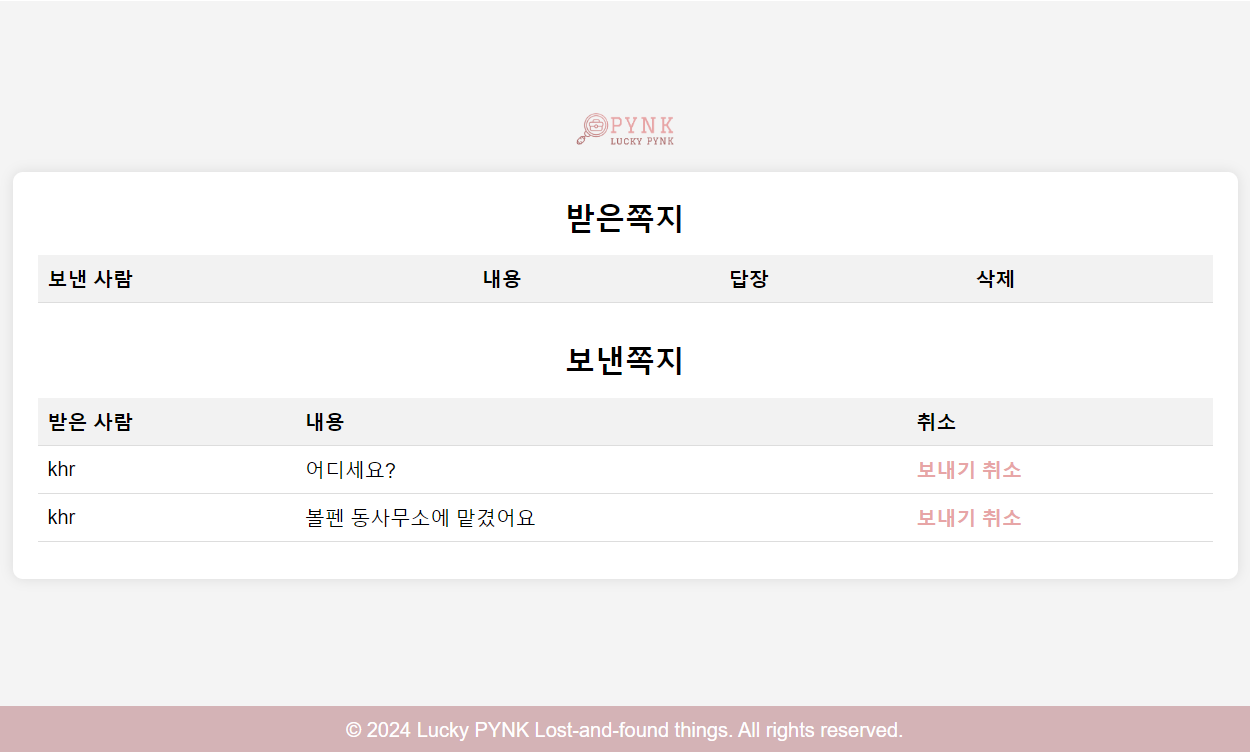 PYNK
LUCKY PYNK
받은쪽지
보낸 사람 내용 답장 삭제
보낸쪽지
받은 사람 내용 취소
khr 어디세요? 보내기 취소
khr 볼펜 동사무소에 맡겼어요 보내기 취소
© 2024 Lucky PYNK Lost-and-found things. All rights reserved.